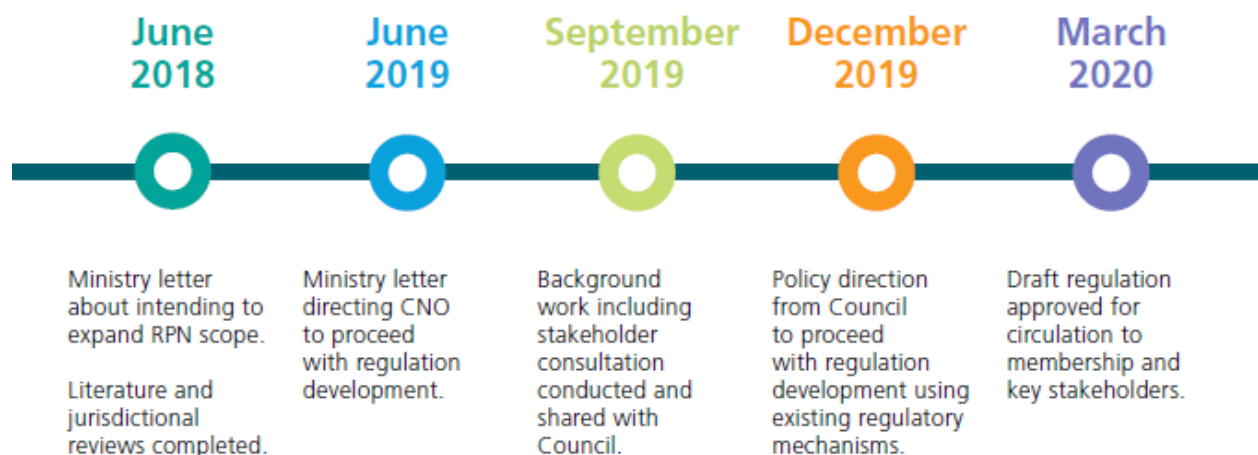 June
2018
June
2019
September
2019
December
2019
March
2020
Ministry letter
about intending to
expand RPN scope.
Literature and
jurisdictional
reviews completed.
Ministry letter
directing CNO
to proceed
with regulation
development.
Background
work including
stakeholder
consultation
conducted and
shared with
Council.
Policy direction
from Council
to proceed
with regulation
development using
existing regulatory
mechanisms.
Draft regulation
approved for
circulation to
membership and
key stakeholders.